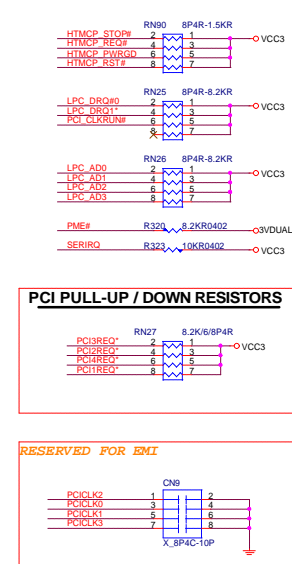 RN90 8P4R-1.5KR
HTMCP_STOP# 2 1
HTMCP_REQ# 4 3 VCC3
HTMCP_PWRGD 6 5
HTMCP_RST# 8 7
RN25 8P4R-8.2KR
LPC_DRQ#0 2 1
LPC_DRQ1* 4 3 VCC3
PCI_CLKRUN# 6 5
8 7
RN26 8P4R-8.2KR
LPC_AD0 2 1
LPC_AD1 4 3 VCC3
LPC_AD2 6 5
LPC_AD3 8 7
PME# R320 8.2KR0402 3VDUAL
SERIRQ R323 10KR0402 VCC3
PCI PULL-UP / DOWN RESISTORS
RN27 8.2K/6/8P4R
PCI3REQ* 2 1 VCC3
PCI2REQ* 4 3
PCI4REQ* 6 5
PCI1REQ* 8 7
RESERVED FOR EMI
CN9
PCICLK2 1 2
PCICLK0 3 4
PCICLK1 5 6
PCICLK3 7 8
X_8P4C-10P